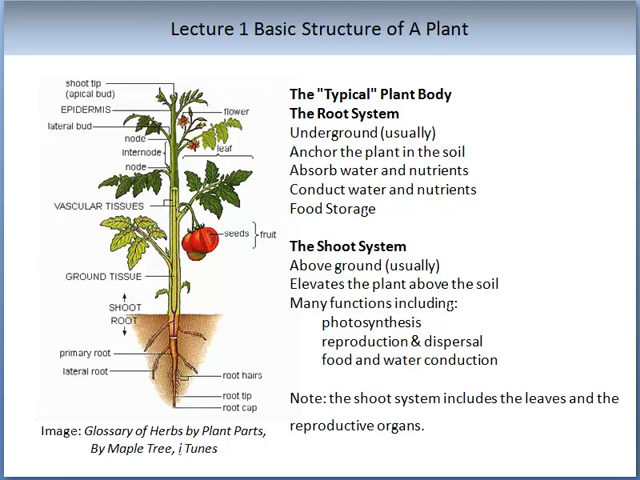 Lecture 1 Basic Structure of A Plant
shoot tip
(apical bud)
EPIDERMIS
lateral bud
node
internode
node
flower
leaf
VASCULAR TISSUES
seeds
fruit
GROUND TISSUE
SHOOT
ROOT
primary root
lateral root
root hairs
root tip
root cap
Image: Glossary of Herbs by Plant Parts,
By Maple Tree, i Tunes
The "Typical" Plant Body
The Root System
Underground (usually)
Anchor the plant in the soil
Absorb water and nutrients
Conduct water and nutrients
Food Storage
The Shoot System
Above ground (usually)
Elevates the plant above the soil
Many functions including:
photosynthesis
reproduction & dispersal
food and water conduction
Note: the shoot system includes the leaves and the
reproductive organs.